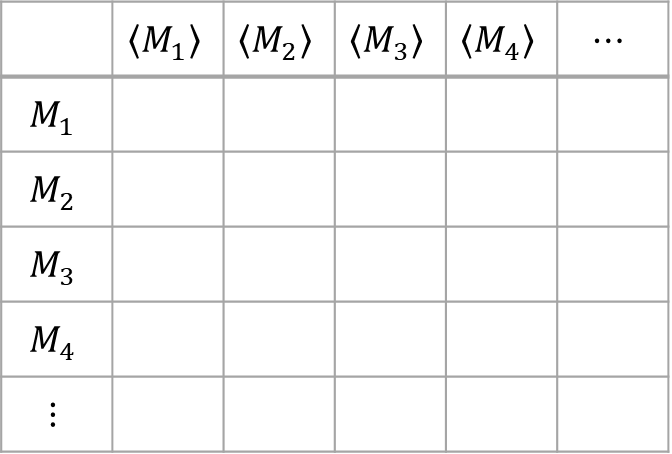 ⟨M₁⟩ ⟨M₂⟩ ⟨M₃⟩ ⟨M₄⟩ ⋯
M₁
M₂
M₃
M₄
⋮